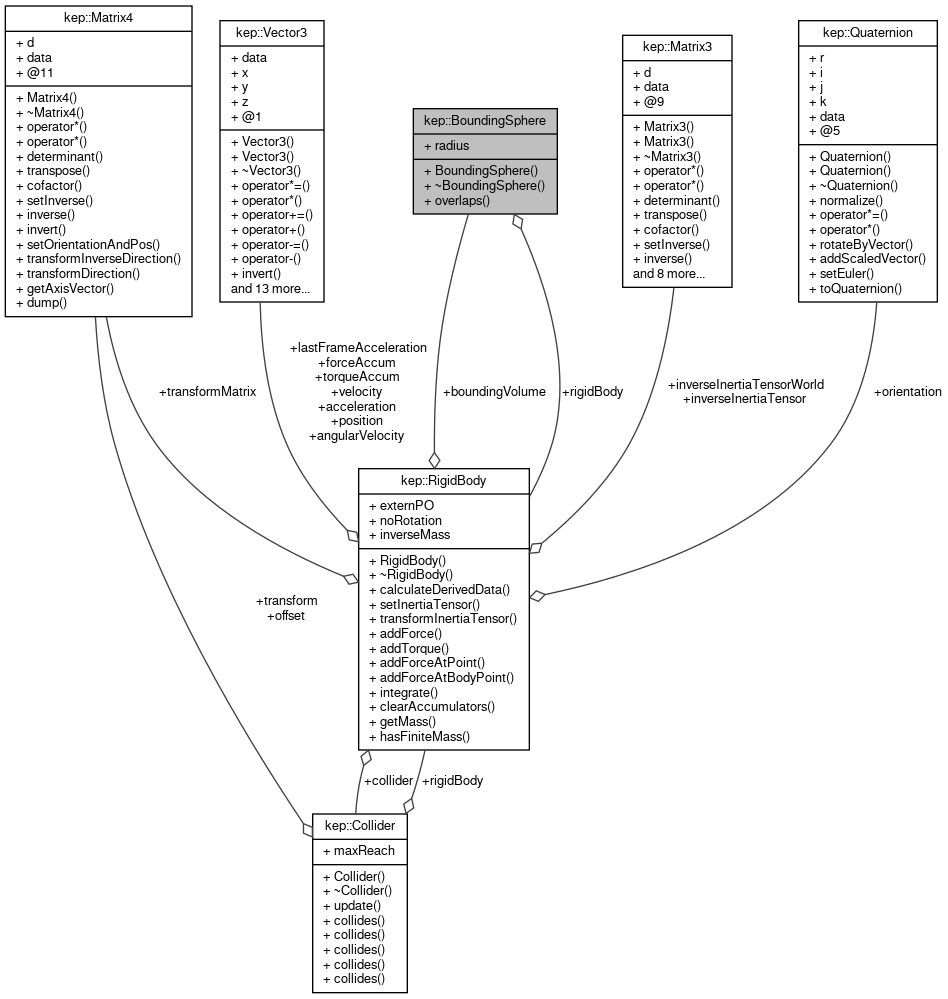 kep::Matrix4
+ d
+ data
+ @11
+ Matrix4()
+ ~Matrix4()
+ operator*()
+ operator*()
+ determinant()
+ transpose()
+ cofactor()
+ setInverse()
+ inverse()
+ invert()
+ setOrientationAndPos()
+ transformInverseDirection()
+ transformDirection()
+ getAxisVector()
+ dump()
kep::Vector3
+ data
+ x
+ y
+ z
+ @1
+ Vector3()
+ Vector3()
+ ~Vector3()
+ operator*=()
+ operator*()
+ operator+=()
+ operator+()
+ operator-=()
+ operator-()
+ invert()
and 13 more...
kep::BoundingSphere
+ radius
+ BoundingSphere()
+ ~BoundingSphere()
+ overlaps()
kep::Matrix3
+ d
+ data
+ @9
+ Matrix3()
+ Matrix3()
+ ~Matrix3()
+ operator*()
+ operator*()
+ determinant()
+ transpose()
+ cofactor()
+ setInverse()
+ inverse()
and 8 more...
kep::Quaternion
+ r
+ i
+ j
+ k
+ data
+ @5
+ Quaternion()
+ Quaternion()
+ ~Quaternion()
+ normalize()
+ operator*=()
+ operator*()
+ rotateByVector()
+ addScaledVector()
+ setEuler()
+ toQuaternion()
+transformMatrix
+lastFrameAcceleration
+forceAccum
+torqueAccum
+velocity
+acceleration
+position
+angularVelocity
+boundingVolume
+rigidBody
+inverseInertiaTensorWorld
+inverseInertiaTensor
+orientation
kep::RigidBody
+ externPO
+ noRotation
+ inverseMass
+ RigidBody()
+ ~RigidBody()
+ calculateDerivedData()
+ setInertiaTensor()
+ transformInertiaTensor()
+ addForce()
+ addTorque()
+ addForceAtPoint()
+ addForceAtBodyPoint()
+ integrate()
+ clearAccumulators()
+ getMass()
+ hasFiniteMass()
+transform
+offset
+collider
+rigidBody
kep::Collider
+ maxReach
+ Collider()
+ ~Collider()
+ update()
+ collides()
+ collides()
+ collides()
+ collides()
+ collides()